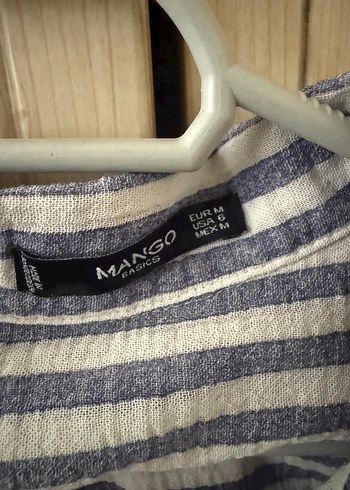 MANGO
BASICS
EUR M
USA 6
MEX M